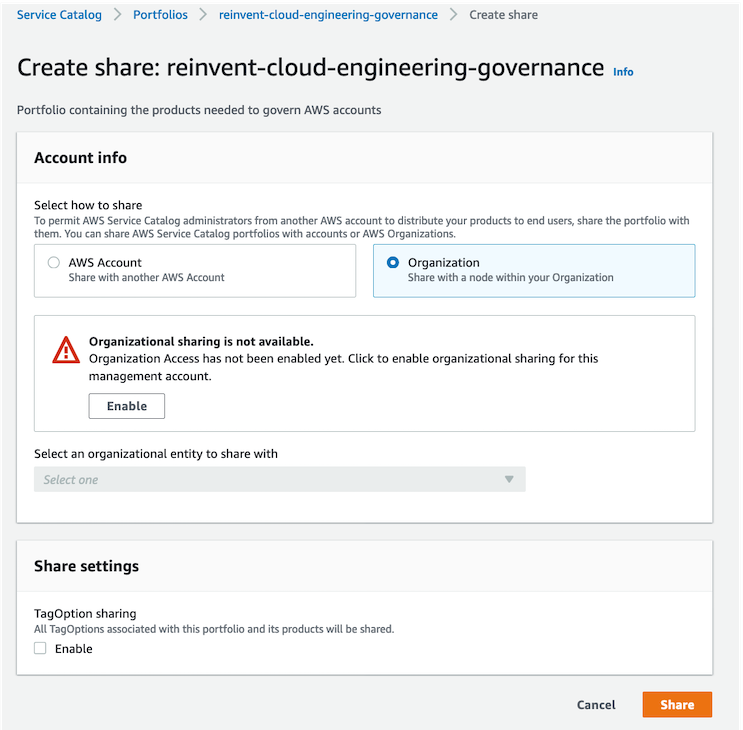 Service Catalog > Portfolios > reinvent-cloud-engineering-governance > Create share
Create share: reinvent-cloud-engineering-governance Info
Portfolio containing the products needed to govern AWS accounts
Account info
Select how to share
To permit AWS Service Catalog administrators from another AWS account to distribute your products to end users, share the portfolio with
them. You can share AWS Service Catalog portfolios with accounts or AWS Organizations.
AWS Account
Share with another AWS Account
Organization
Share with a node within your Organization
Organizational sharing is not available.
Organization Access has not been enabled yet. Click to enable organizational sharing for this
management account.
Enable
Select an organizational entity to share with
Select one
Share settings
TagOption sharing
All TagOptions associated with this portfolio and its products will be shared.
Enable
Cancel Share